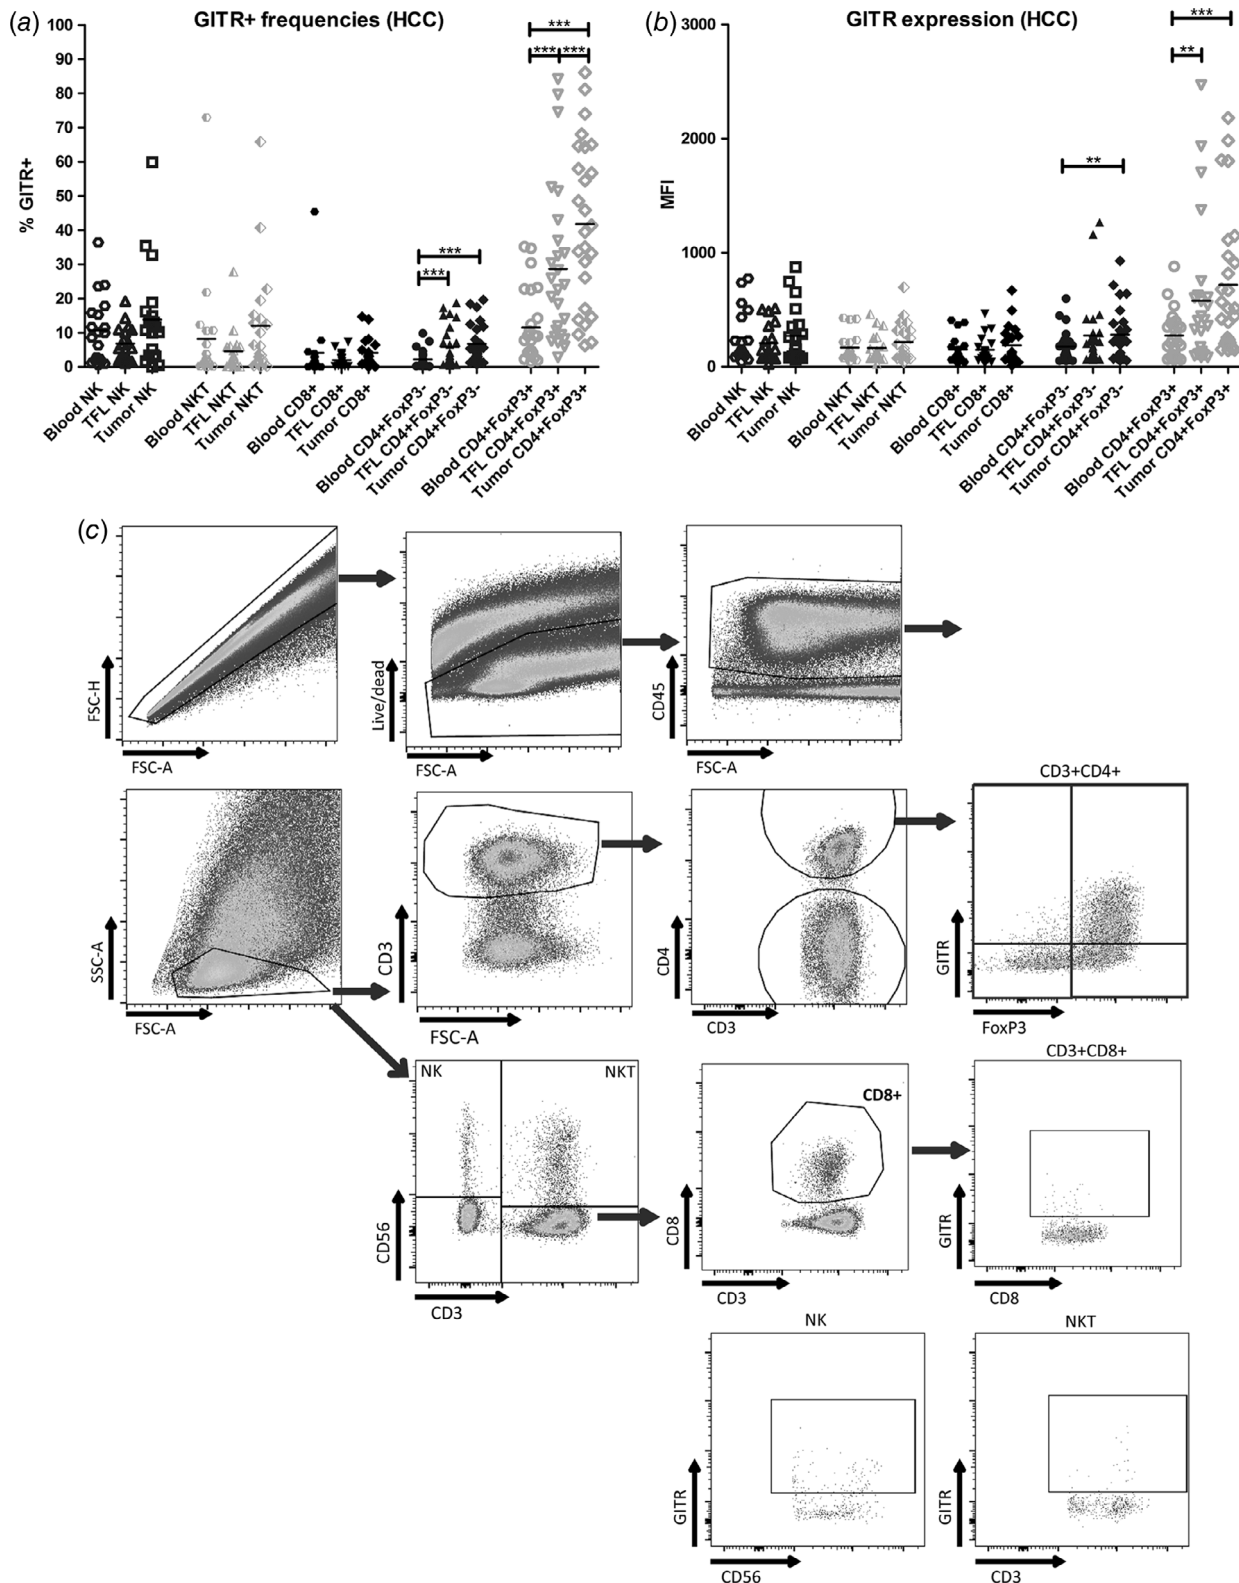 (a)
GITR+ frequencies (HCC)
100
90
80
70
60
50
40
30
20
10
0
% GITR+
***
*** ***
***
***
Blood NK
TFL NK
Tumor NK
Blood NKT
TFL NKT
Tumor NKT
Blood CD8+
TFL CD8+
Tumor CD8+
Blood CD4+FoxP3-
TFL CD4+FoxP3-
Tumor CD4+FoxP3-
Blood CD4+FoxP3+
TFL CD4+FoxP3+
Tumor CD4+FoxP3+
(b)
GITR expression (HCC)
3000
2000
1000
0
MFI
***
**
**
Blood NK
TFL NK
Tumor NK
Blood NKT
TFL NKT
Tumor NKT
Blood CD8+
TFL CD8+
Tumor CD8+
Blood CD4+FoxP3-
TFL CD4+FoxP3-
Tumor CD4+FoxP3-
Blood CD4+FoxP3+
TFL CD4+FoxP3+
Tumor CD4+FoxP3+
(c)
FSC-H
FSC-A
Live/dead
FSC-A
CD45
FSC-A
SSC-A
FSC-A
CD3
FSC-A
CD4
CD3
CD3+CD4+
GITR
FoxP3
NK
NKT
CD56
CD3
CD8+
CD8
CD3
CD3+CD8+
GITR
CD8
NK
GITR
CD56
NKT
GITR
CD3